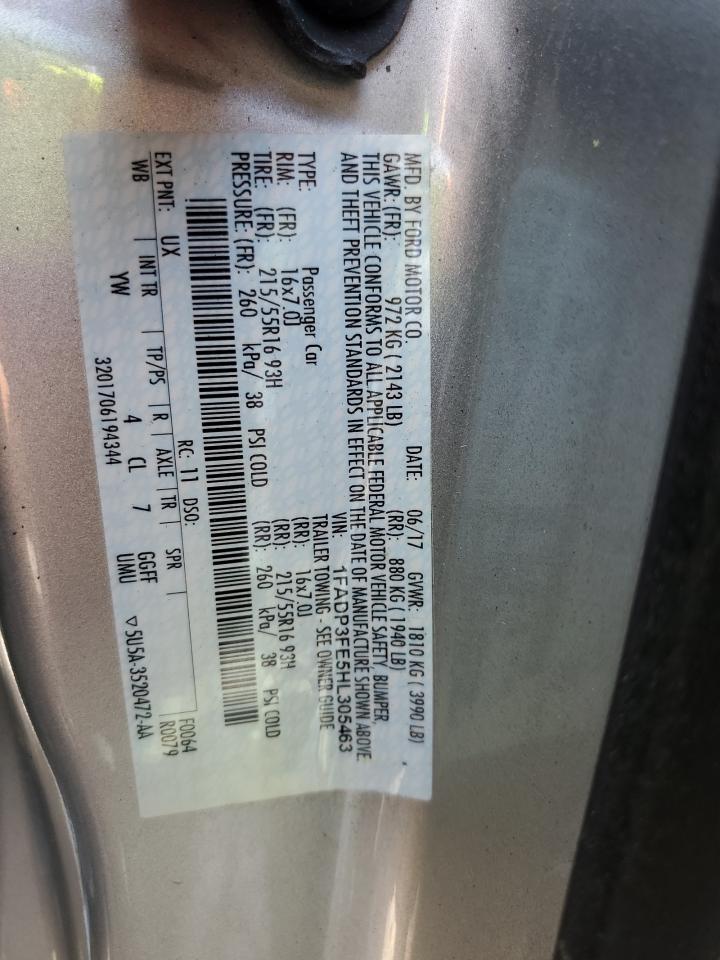 MFD. BY FORD MOTOR CO.
DATE: 06/17 GVWR: 1810 KG ( 3990 LB)
GAWR: (FR): 972 KG ( 2143 LB) (RR): 880 KG ( 1940 LB)
THIS VEHICLE CONFORMS TO ALL APPLICABLE FEDERAL MOTOR VEHICLE SAFETY, BUMPER,
AND THEFT PREVENTION STANDARDS IN EFFECT ON THE DATE OF MANUFACTURE SHOWN ABOVE.
VIN: 1FADP3FE5HL305463
TYPE: Passenger Car TRAILER TOWING - SEE OWNER GUIDE
RIM: (FR): 16x7.0J (RR): 16x7.0J
TIRE: (FR): 215/55R16 93H (RR): 215/55R16 93H
PRESSURE: (FR): 260 kPa/ 38 PSI COLD (RR): 260 kPa/ 38 PSI COLD
F0064
EXT PNT: UX RC: 11 DSO: R0079
WB INT TR TP/PS R AXLE TR SPR
YW 4 CL 7 GGFF
UMU
3201706194344 ▽5U5A-3520472-AA